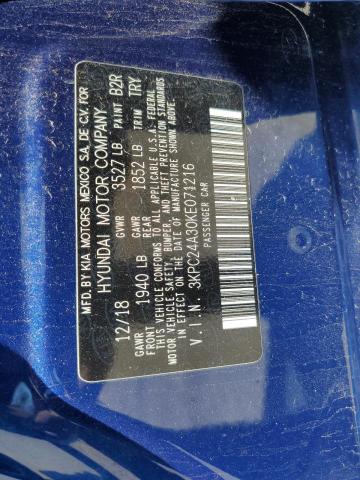 MFD.BY KIA MOTORS MEXICO S.A. DE C.V. FOR
HYUNDAI MOTOR COMPANY
12/18 GVWR 3527 LB PAINT B2R
GAWR FRONT 1940 LB GAWR REAR 1852 LB TRIM TRY
THIS VEHICLE CONFORMS TO ALL APPLICABLE U.S.A. FEDERAL
MOTOR VEHICLE SAFETY, BUMPER, AND THEFT PREVENTION STANDARDS
IN EFFECT ON THE DATE OF MANUFACTURE SHOWN ABOVE.
V.I.N. 3KPC24A30KE071216
PASSENGER CAR